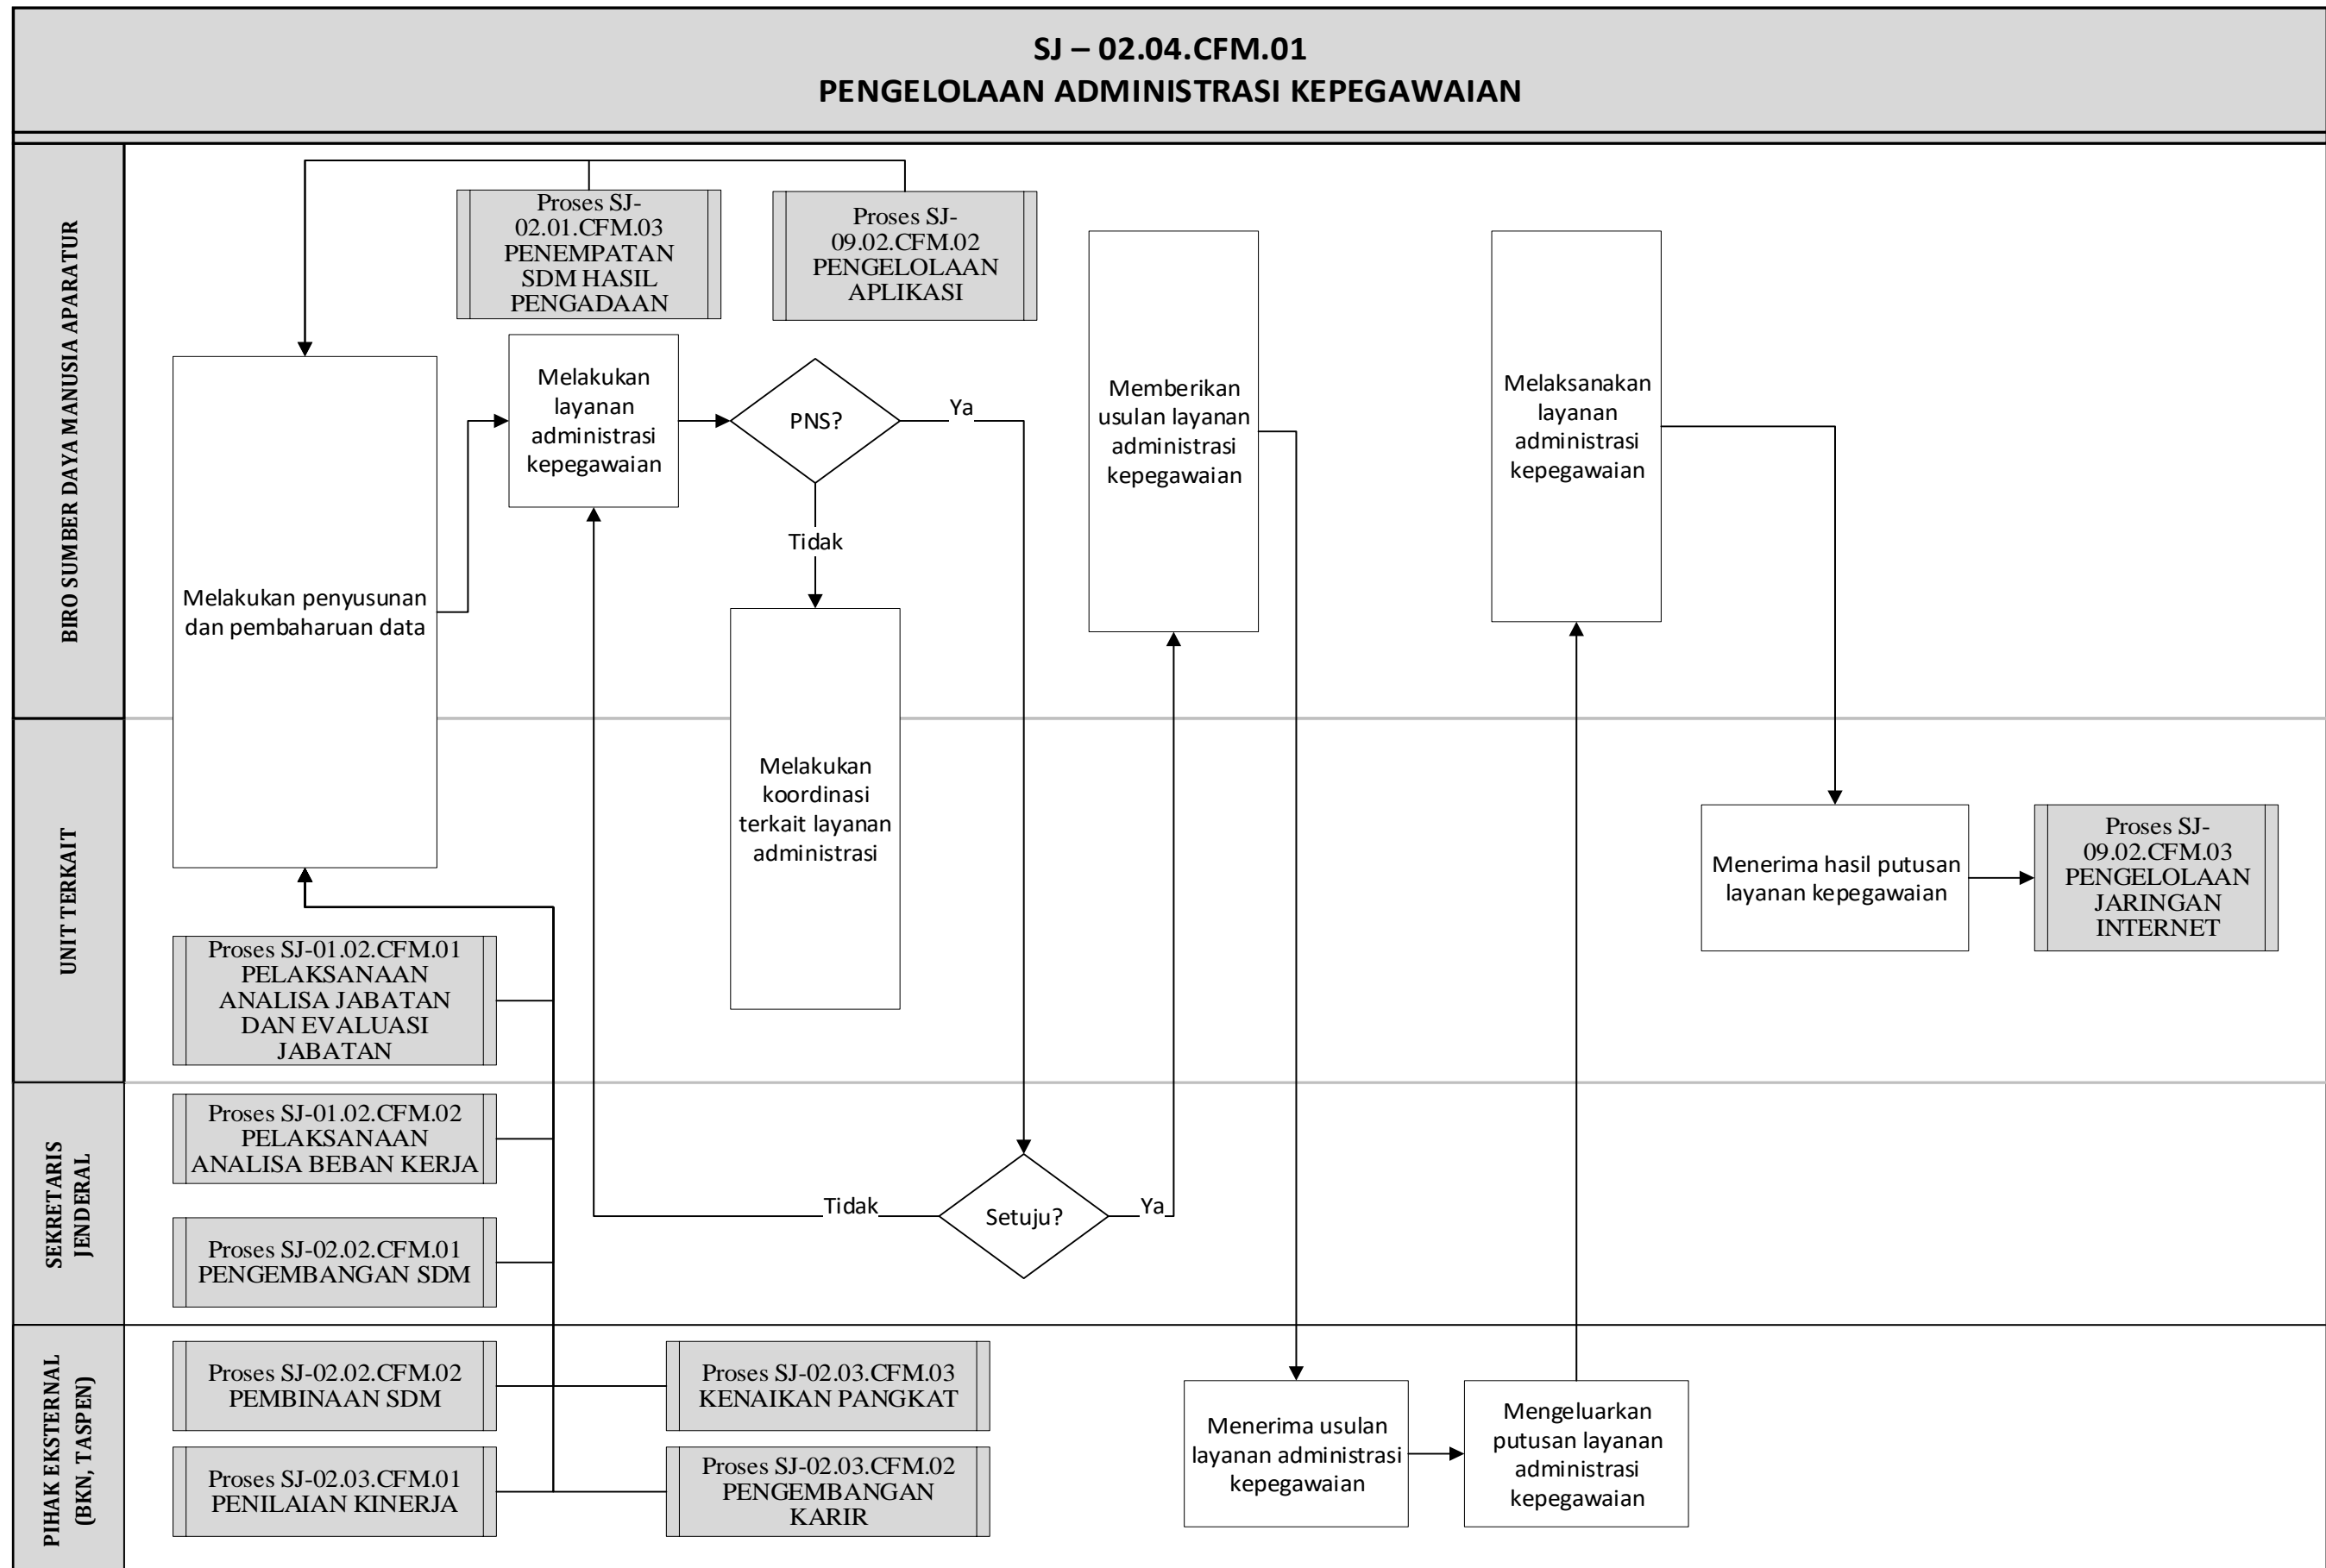 SJ – 02.04.CFM.01
PENGELOLAAN ADMINISTRASI KEPEGAWAIAN
BIRO SUMBER DAYA MANUSIA APARATUR
Proses SJ-
02.01.CFM.03
PENEMPATAN
SDM HASIL
PENGADAAN
Proses SJ-
09.02.CFM.02
PENGELOLAAN
APLIKASI
Melakukan penyusunan
dan pembaharuan data
Melakukan
layanan
administrasi
kepegawaian
PNS?
Ya
Tidak
Memberikan
usulan layanan
administrasi
kepegawaian
Melaksanakan
layanan
administrasi
kepegawaian
UNIT TERKAIT
Melakukan
koordinasi
terkait layanan
administrasi
Menerima hasil putusan
layanan kepegawaian
Proses SJ-
09.02.CFM.03
PENGELOLAAN
JARINGAN
INTERNET
Proses SJ-01.02.CFM.01
PELAKSANAAN
ANALISA JABATAN
DAN EVALUASI
JABATAN
SEKRETARIS
JENDERAL
Proses SJ-01.02.CFM.02
PELAKSANAAN
ANALISA BEBAN KERJA
Tidak
Setuju?
Ya
Proses SJ-02.02.CFM.01
PENGEMBANGAN SDM
PIHAK EKSTERNAL
(BKN, TASPEN)
Proses SJ-02.02.CFM.02
PEMBINAAN SDM
Proses SJ-02.03.CFM.03
KENAIKAN PANGKAT
Proses SJ-02.03.CFM.01
PENILAIAN KINERJA
Proses SJ-02.03.CFM.02
PENGEMBANGAN
KARIR
Menerima usulan
layanan administrasi
kepegawaian
Mengeluarkan
putusan layanan
administrasi
kepegawaian